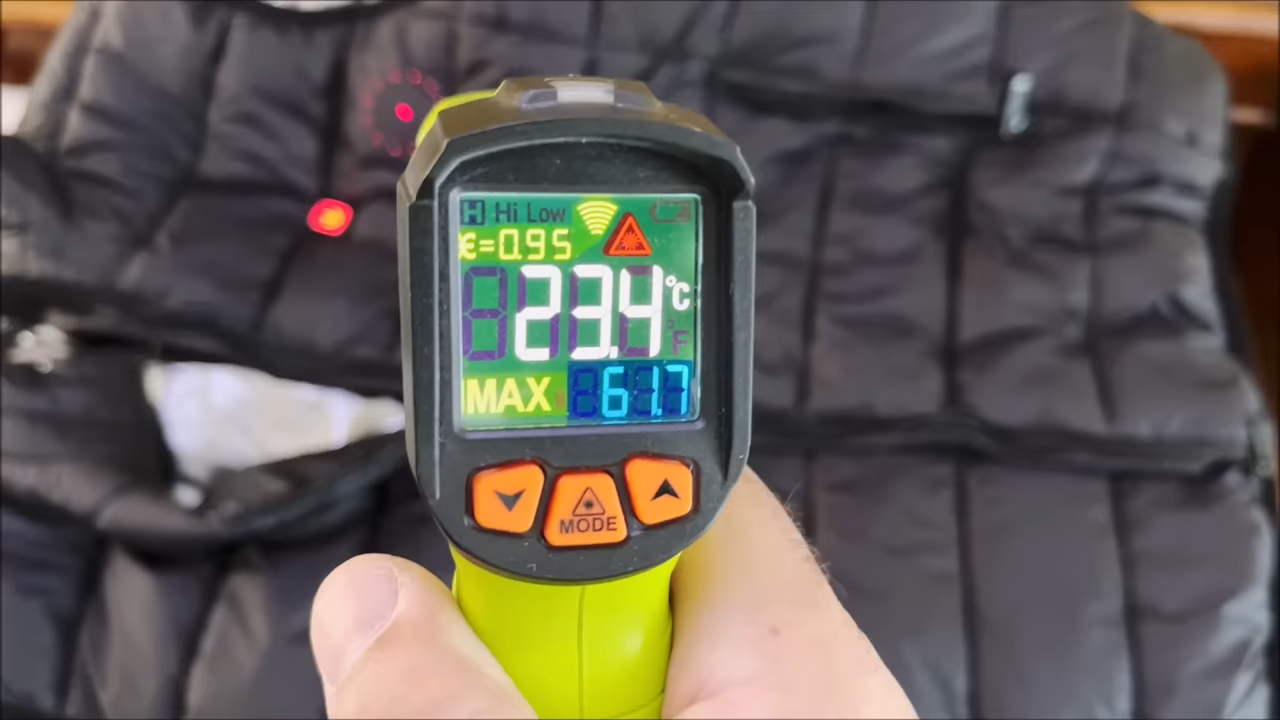 H Hi Low
ε=0.95
23.4 °C
°F
MAX 61.7
MODE